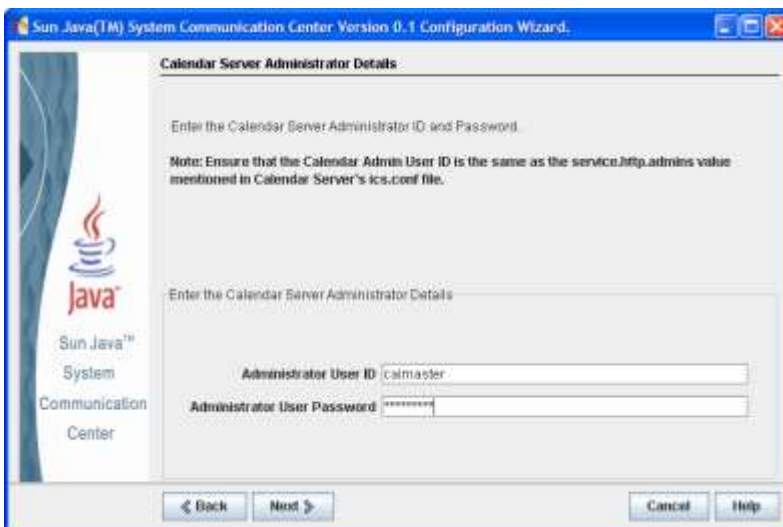 Sun Java(TM) System Communication Center Version 0.1 Configuration Wizard.
Calendar Server Administrator Details
Enter the Calendar Server Administrator ID and Password.
Note: Ensure that the Calendar Admin User ID is the same as the service.http.admins value
mentioned in Calendar Server's ics.conf file.
Java™
Sun Java™
System
Communication
Center
Enter the Calendar Server Administrator Details
Administrator User ID calmaster
Administrator User Password *********
Back Next Cancel Help